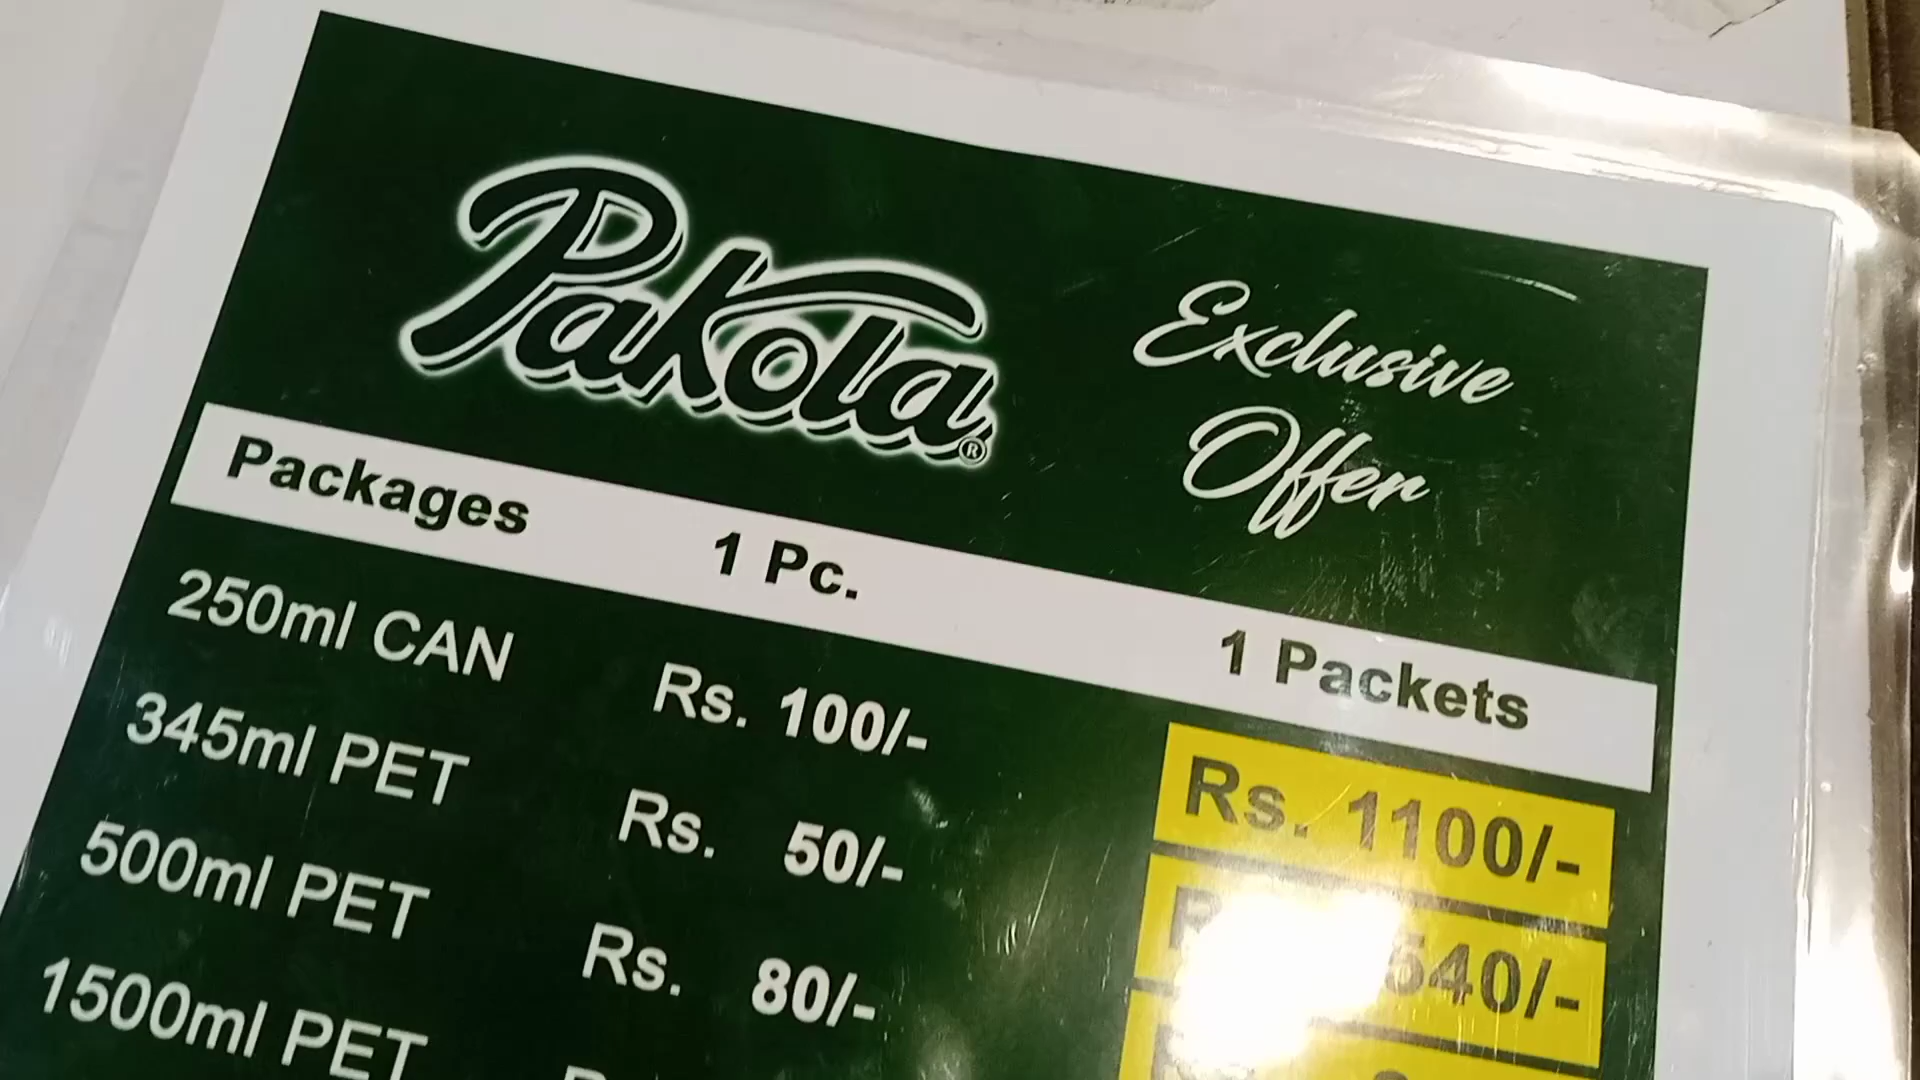 Pakola®
Exclusive
Offer
Packages 1 Pc. 1 Packets
250ml CAN Rs. 100/- Rs. 1100/-
345ml PET Rs. 50/- 540/-
500ml PET Rs. 80/-
1500ml PET